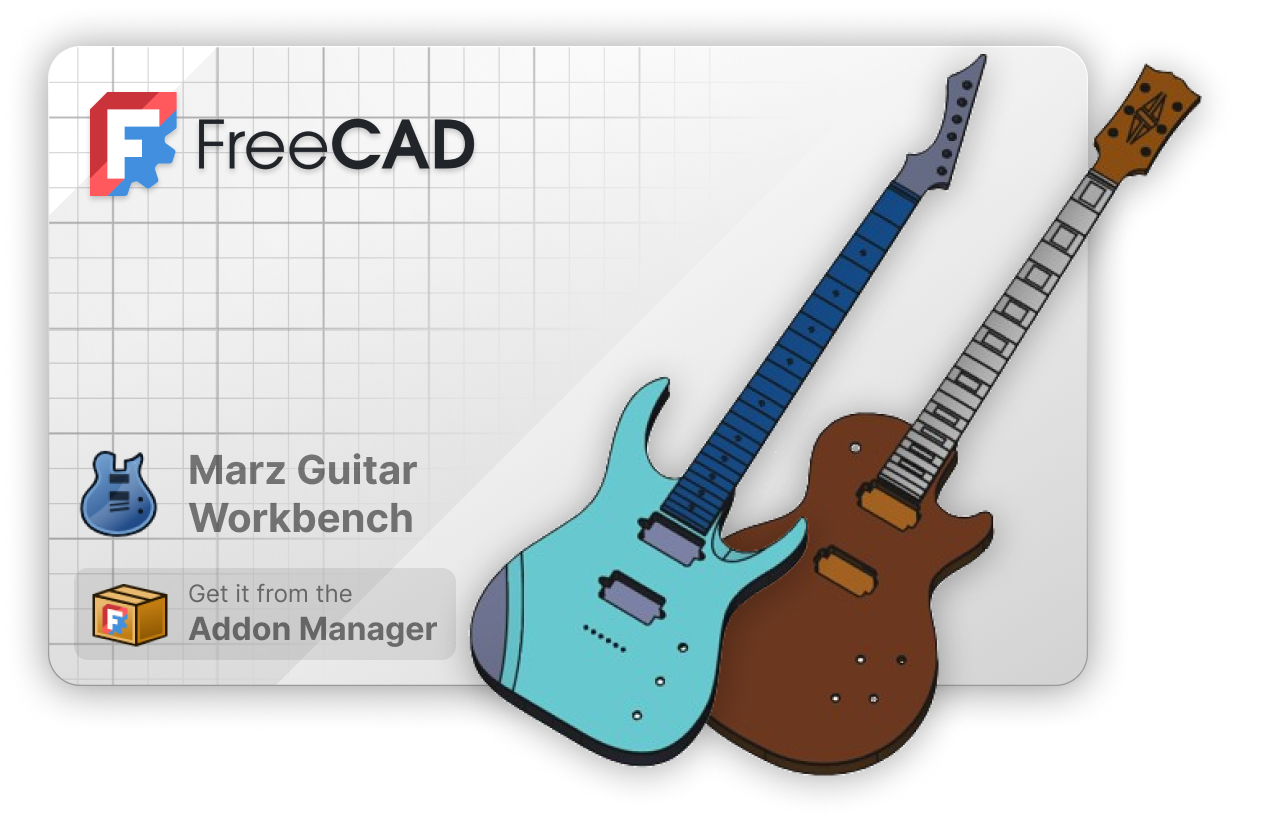 FreeCAD
Marz Guitar
Workbench
Get it from the
Addon Manager